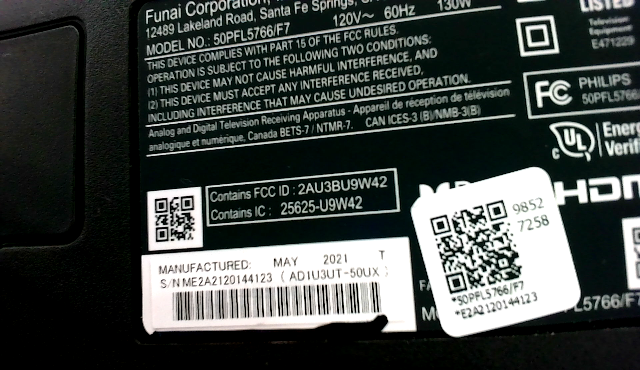 Funai Corporation,
12489 Lakeland Road, Santa Fe Springs,
120V~ 60Hz 130W
MODEL NO.: 50PFL5766/F7
THIS DEVICE COMPLIES WITH PART 15 OF THE FCC RULES.
OPERATION IS SUBJECT TO THE FOLLOWING TWO CONDITIONS:
(1) THIS DEVICE MAY NOT CAUSE HARMFUL INTERFERENCE, AND
(2) THIS DEVICE MUST ACCEPT ANY INTERFERENCE RECEIVED,
INCLUDING INTERFERENCE THAT MAY CAUSE UNDESIRED OPERATION.
Analog and Digital Television Receiving Apparatus - Appareil de réception de télévision
analogique et numérique, Canada BETS-7 / NTMR-7. CAN ICES-3 (B)/NMB-3(B)
LISTED
Television
Equipment
E471229
FC PHILIPS
50PFL5766/
UL
Contains FCC ID : 2AU3BU9W42
Contains IC : 25625-U9W42
HDMI
9852
7258
*50PFL5766/F7
*E2A2120144123
MANUFACTURED: MAY 2021 T
S/N ME2A2120144123 ( AD1U3UT-50UX )
5766/F7